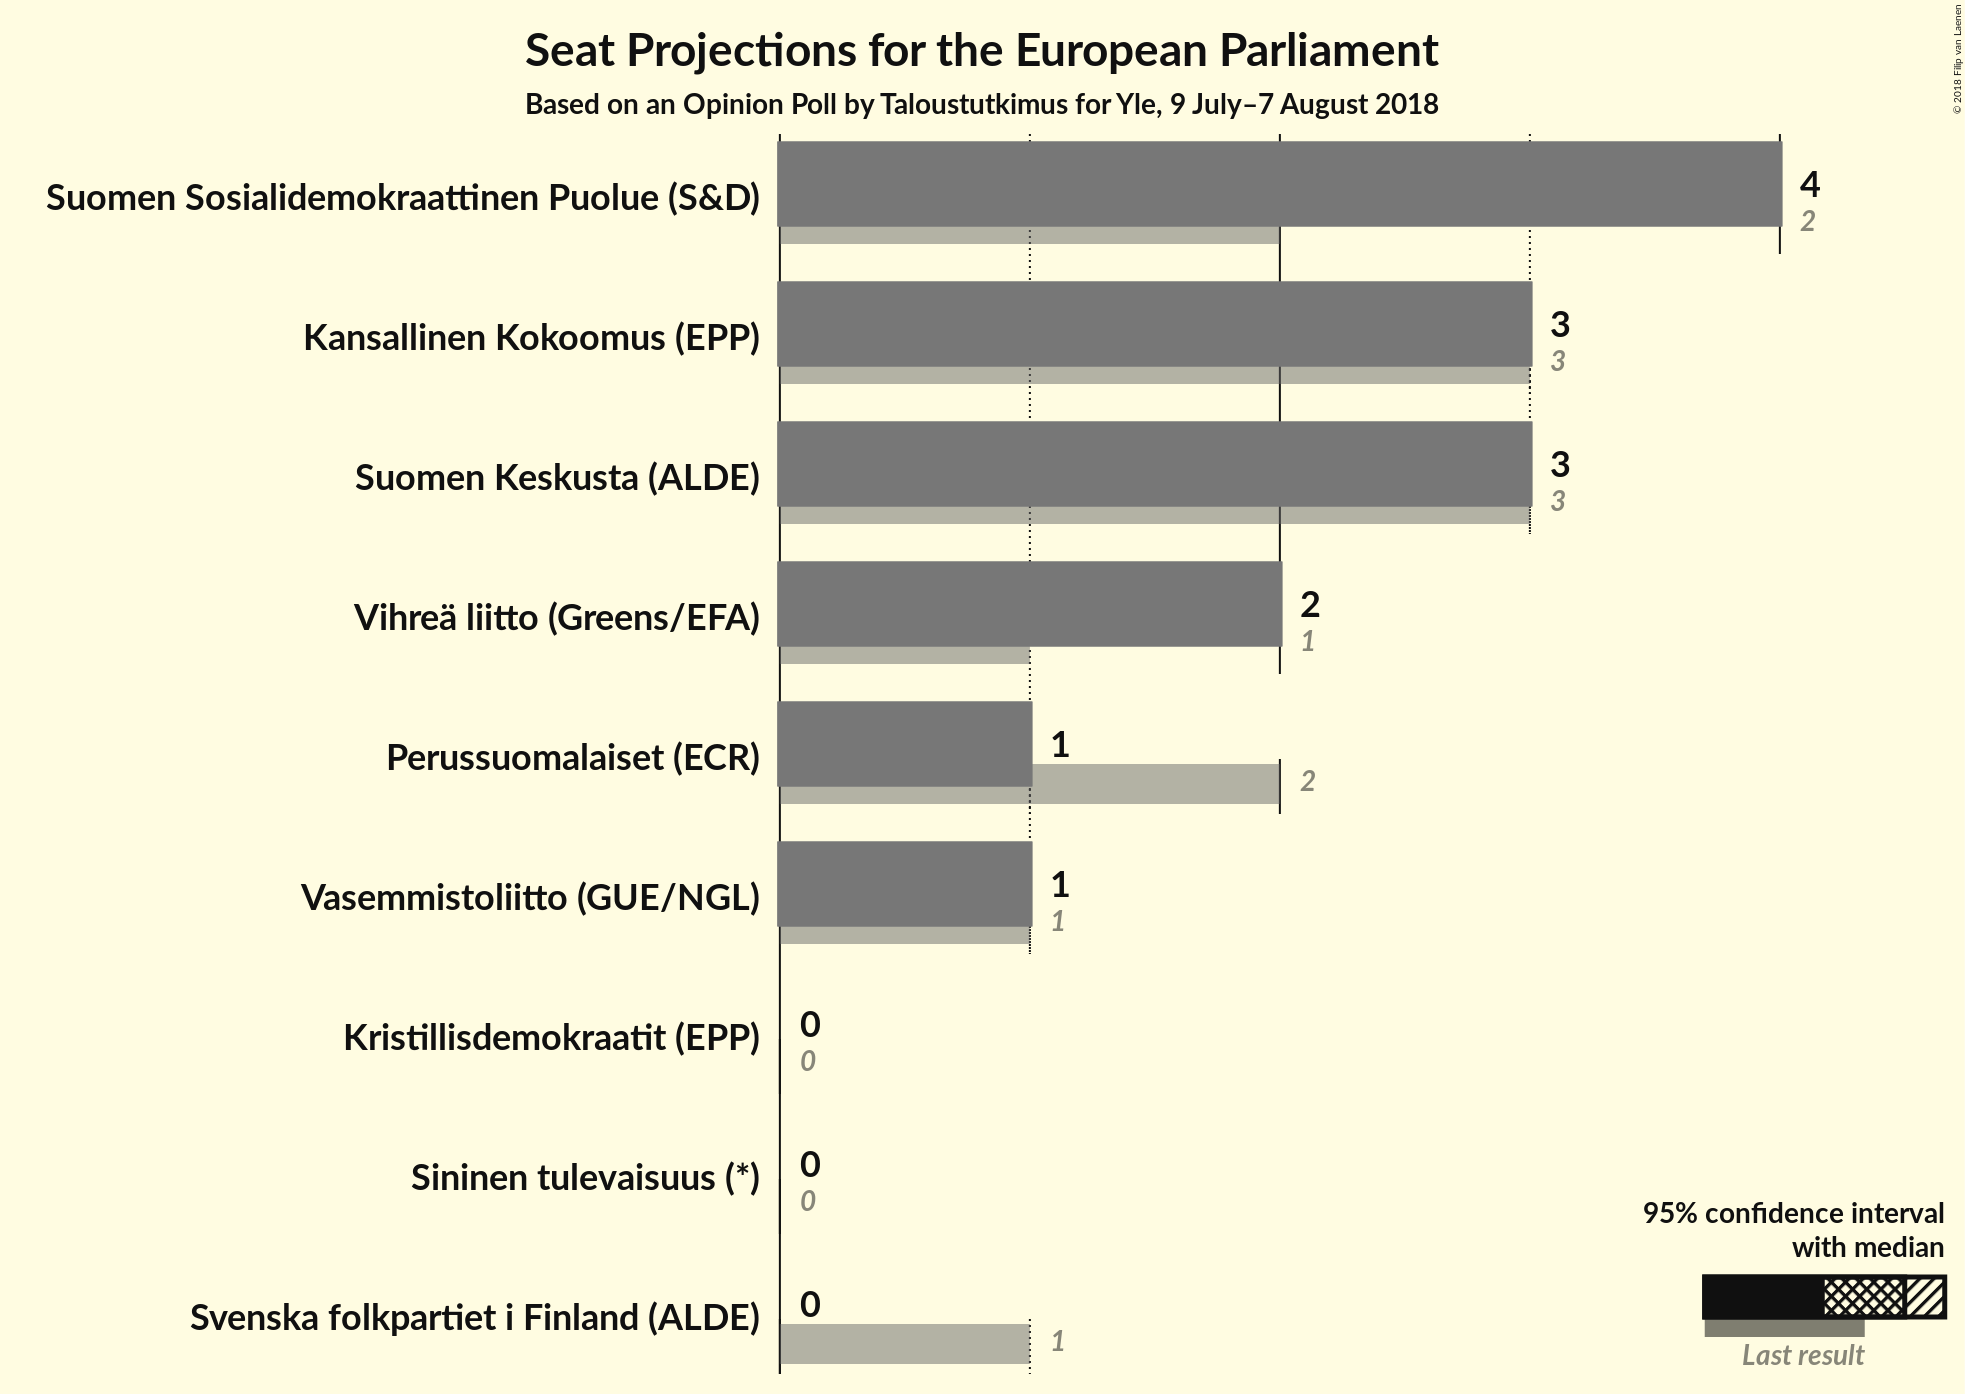 Seat Projections for the European Parliament
Based on an Opinion Poll by Taloustutkimus for Yle, 9 July–7 August 2018
© 2018 Filip van Laenen
Suomen Sosialidemokraattinen Puolue (S&D)
4
2
Kansallinen Kokoomus (EPP)
3
3
Suomen Keskusta (ALDE)
3
3
Vihreä liitto (Greens/EFA)
2
1
Perussuomalaiset (ECR)
1
2
Vasemmistoliitto (GUE/NGL)
1
1
Kristillisdemokraatit (EPP)
0
0
Sininen tulevaisuus (*)
0
0
Svenska folkpartiet i Finland (ALDE)
0
1
95% confidence interval
with median
Last result